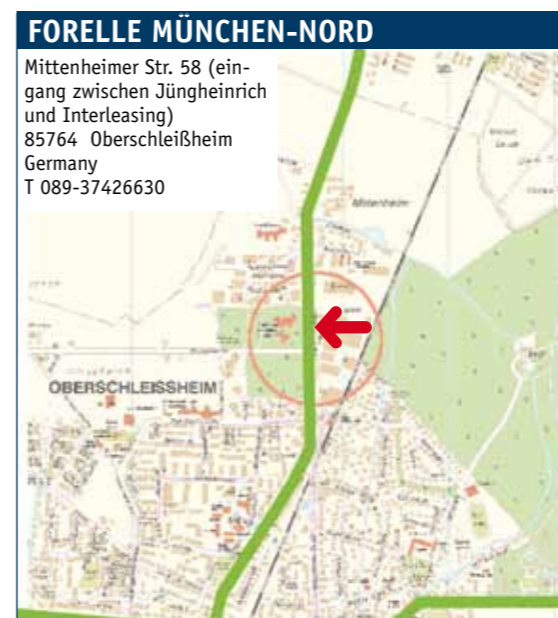 FORELLE MÜNCHEN-NORD
Mittenheimer Str. 58 (ein-
gang zwischen Jüngheinrich
und Interleasing)
85764 Oberschleißheim
Germany
T 089-37426630
Mittenheim
OBERSCHLEISSHEIM